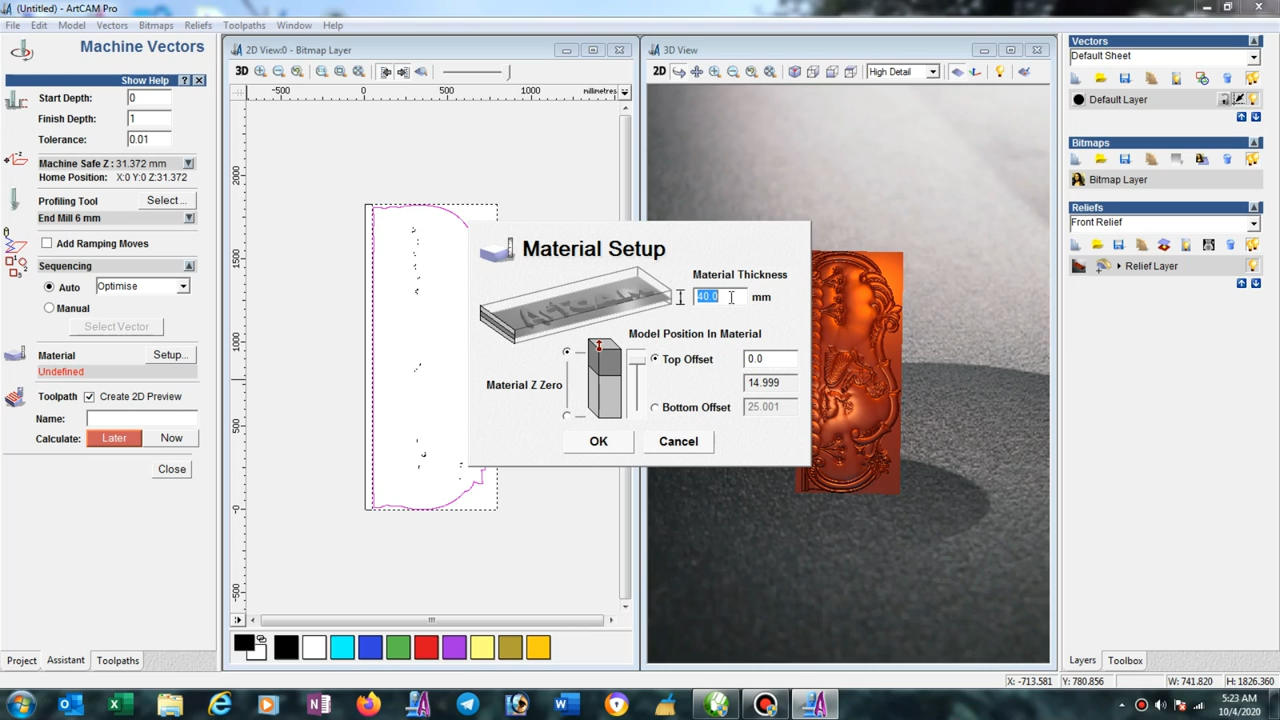 (Untitled) - ArtCAM Pro
File Edit Model Vectors Bitmaps Reliefs Toolpaths Window Help
Machine Vectors
Show Help ?
Start Depth: 0
Finish Depth: 1
Tolerance: 0.01
Machine Safe Z : 31.372 mm
Home Position: X:0 Y:0 Z:31.372
Profiling Tool Select ...
End Mill 6 mm
Add Ramping Moves
Sequencing
Auto Optimise
Manual
Select Vector
Material Setup...
Undefined
Toolpath Create 2D Preview
Name:
Calculate: Later Now
Close
Project Assistant Toolpaths
2D View:0 - Bitmap Layer
3D
-500 0 500 1000 millimetres
2000
1500
1000
500
-0
-500
3D View
2D High Detail
Material Setup
Material Thickness
ArtCAM
40.0 mm
Model Position In Material
Top Offset 0.0
Material Z Zero 14.999
Bottom Offset 25.001
OK Cancel
Vectors
Default Sheet
Default Layer
Bitmaps
Bitmap Layer
Reliefs
Front Relief
Relief Layer
Layers Toolbox
X: -713.581 Y: 780.856 W: 741.820 H: 1826.360
5:23 AM
10/4/2020